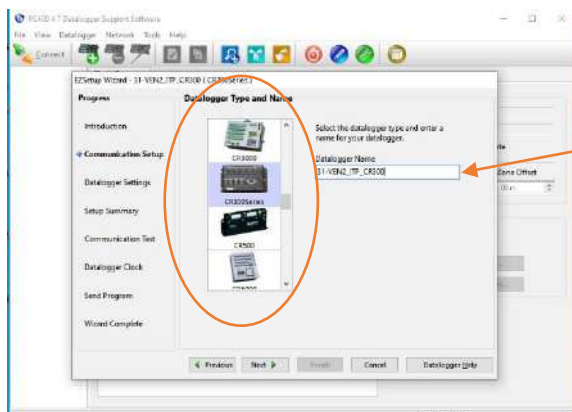 PC400 4.7 Datalogger Support Software
File View Datalogger Network Tools Help
Connect
EZSetup Wizard - 31-VEN2_ITP_CR300 ( CR300Series )
Progress
Datalogger Type and Name
Introduction
Communication Setup
Datalogger Settings
Setup Summary
Communication Test
Datalogger Clock
Send Program
Wizard Complete
CR3000
CR300Series
CR500
Select the datalogger type and enter a
name for your datalogger.
Datalogger Name
31-VEN2_ITP_CR300
Zone Offset
Previous Next Finish Cancel Datalogger Help